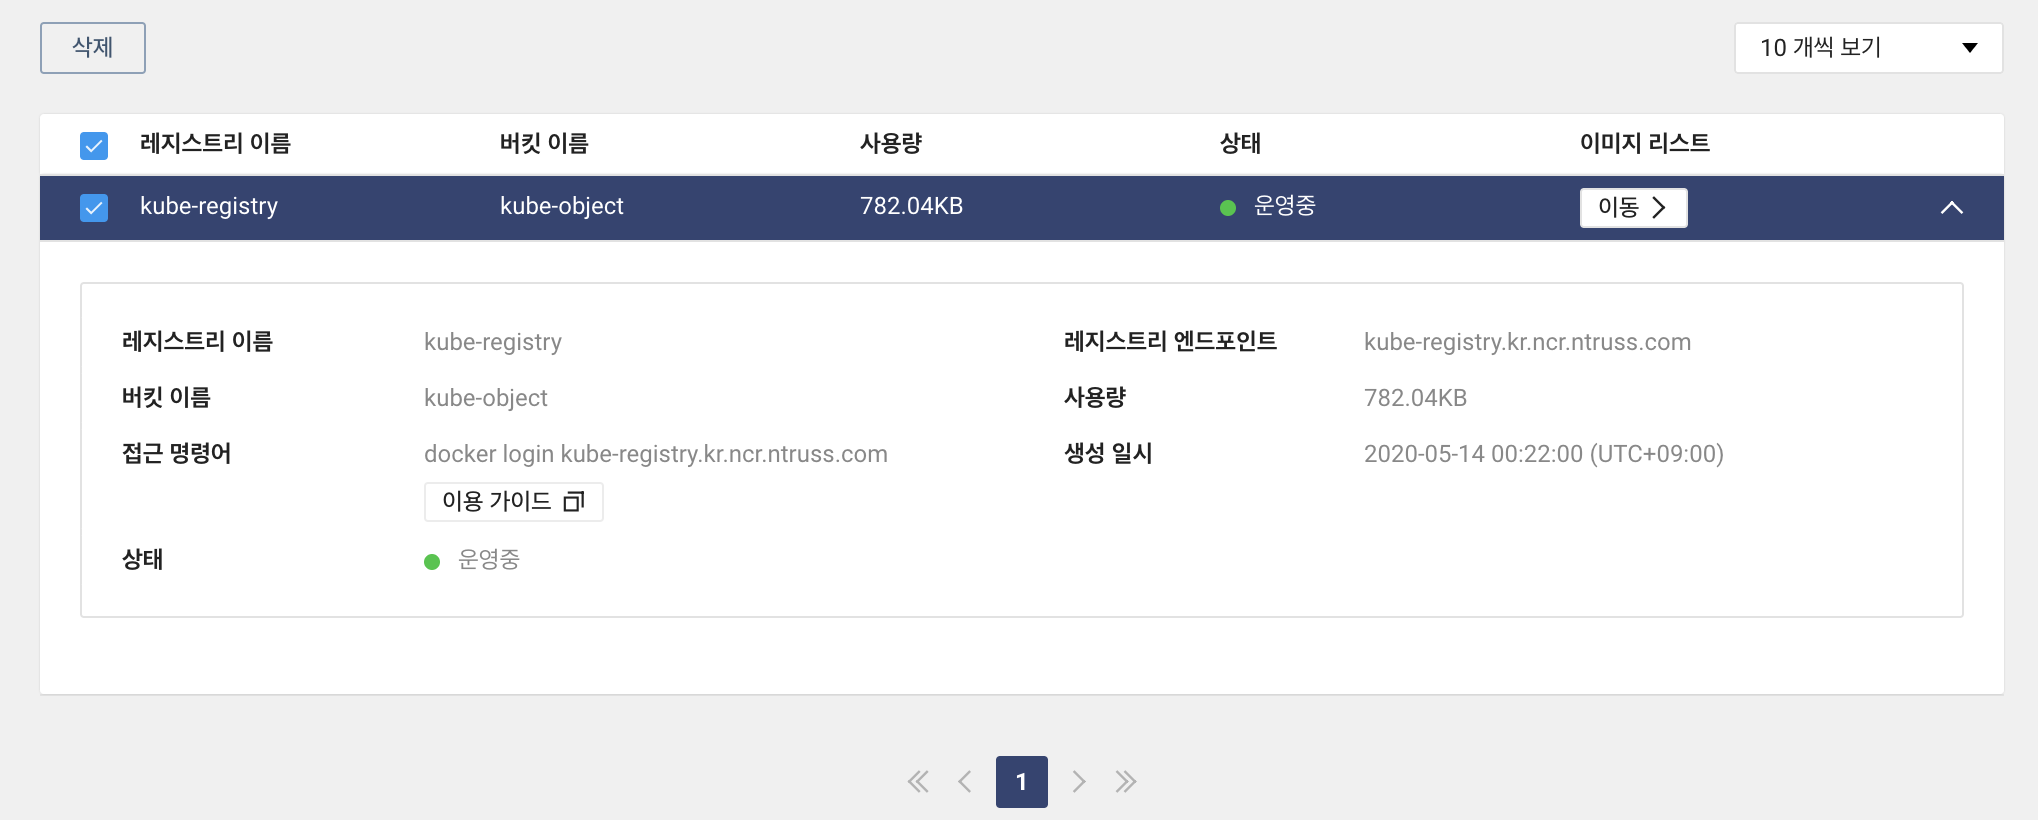 삭제
10 개씩 보기
레지스트리 이름 버킷 이름 사용량 상태 이미지 리스트
kube-registry kube-object 782.04KB 운영중 이동
레지스트리 이름 kube-registry 레지스트리 엔드포인트 kube-registry.kr.ncr.ntruss.com
버킷 이름 kube-object 사용량 782.04KB
접근 명령어 docker login kube-registry.kr.ncr.ntruss.com 생성 일시 2020-05-14 00:22:00 (UTC+09:00)
이용 가이드
상태 운영중
1